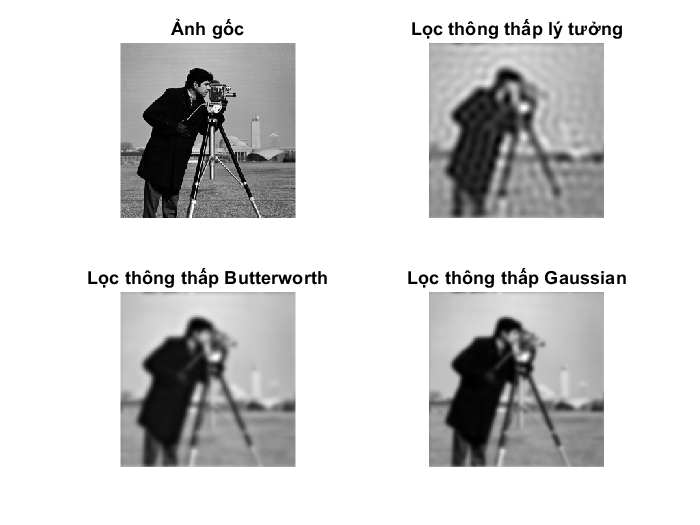 Ảnh gốc
Lọc thông thấp lý tưởng
Lọc thông thấp Butterworth
Lọc thông thấp Gaussian